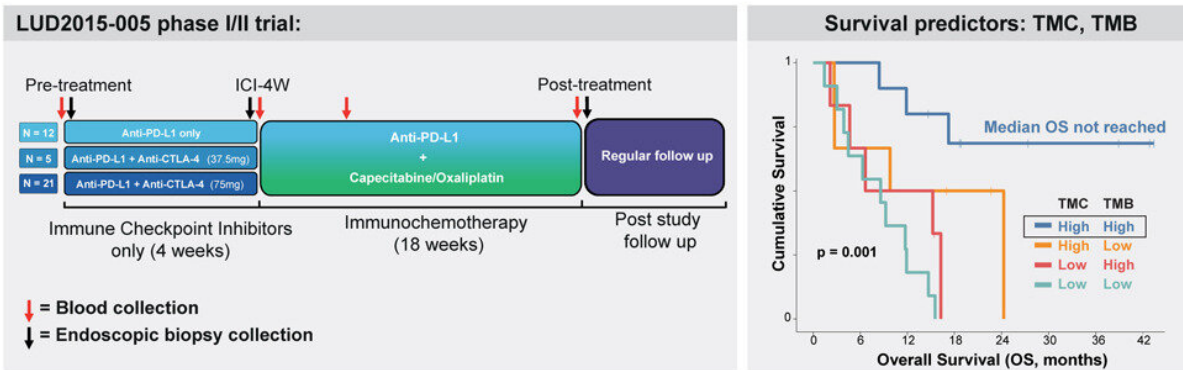 LUD2015-005 phase I/II trial:
Pre-treatment
ICI-4W
Post-treatment
N = 12
Anti-PD-L1 only
N = 5
Anti-PD-L1 + Anti-CTLA-4 (37.5mg)
N = 21
Anti-PD-L1 + Anti-CTLA-4 (75mg)
Anti-PD-L1
+
Capecitabine/Oxaliplatin
Regular follow up
Immune Checkpoint Inhibitors
only (4 weeks)
Immunochemotherapy
(18 weeks)
Post study
follow up
= Blood collection
= Endoscopic biopsy collection
Survival predictors: TMC, TMB
Cumulative Survival
1
0
Median OS not reached
TMC TMB
High High
High Low
Low High
Low Low
p = 0.001
0 6 12 18 24 30 36 42
Overall Survival (OS, months)